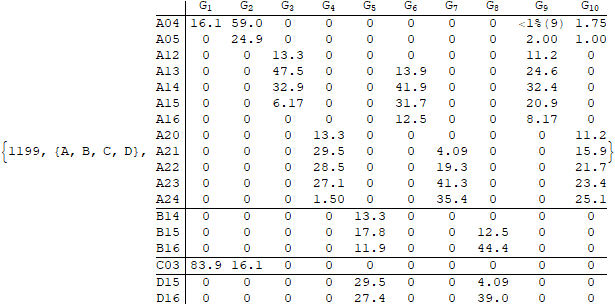 G1 G2 G3 G4 G5 G6 G7 G8 G9 G10
A04 16.1 59.0 0 0 0 0 0 0 <1%(9) 1.75
A05 0 24.9 0 0 0 0 0 0 2.00 1.00
A12 0 0 13.3 0 0 0 0 0 11.2 0
A13 0 0 47.5 0 0 13.9 0 0 24.6 0
A14 0 0 32.9 0 0 41.9 0 0 32.4 0
A15 0 0 6.17 0 0 31.7 0 0 20.9 0
A16 0 0 0 0 0 12.5 0 0 8.17 0
A20 0 0 0 13.3 0 0 0 0 0 11.2
{1199, {A, B, C, D}, A21 0 0 0 29.5 0 0 4.09 0 0 15.9}
A22 0 0 0 28.5 0 0 19.3 0 0 21.7
A23 0 0 0 27.1 0 0 41.3 0 0 23.4
A24 0 0 0 1.50 0 0 35.4 0 0 25.1
B14 0 0 0 0 13.3 0 0 0 0 0
B15 0 0 0 0 17.8 0 0 12.5 0 0
B16 0 0 0 0 11.9 0 0 44.4 0 0
C03 83.9 16.1 0 0 0 0 0 0 0 0
D15 0 0 0 0 29.5 0 0 4.09 0 0
D16 0 0 0 0 27.4 0 0 39.0 0 0